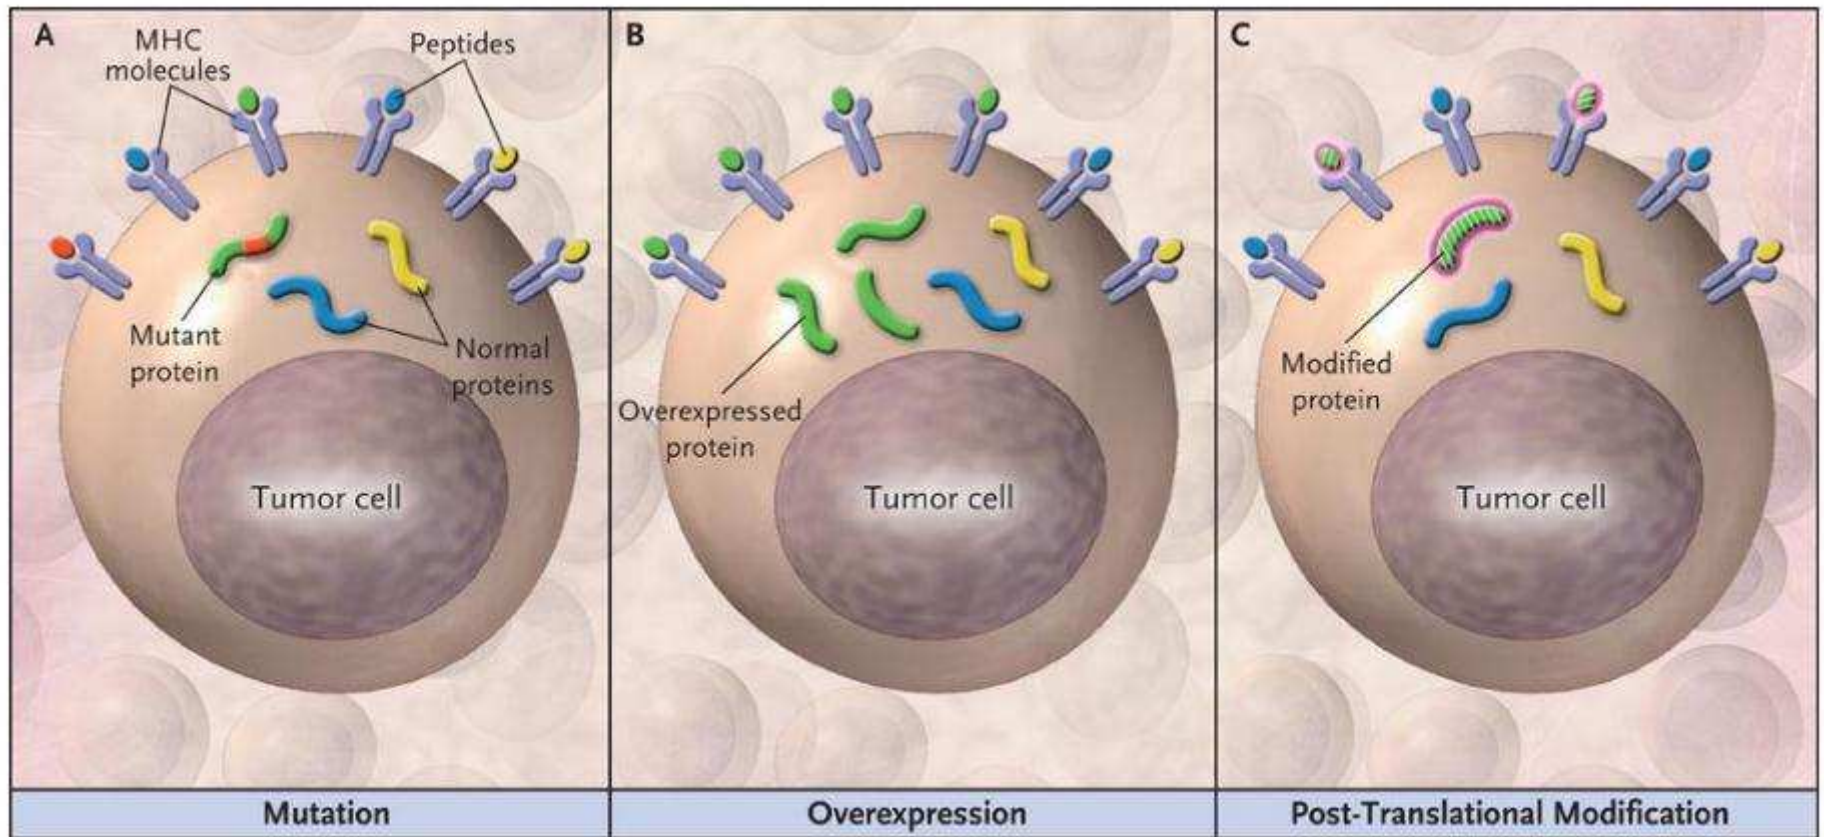 A
MHC
molecules
Peptides
Mutant
protein
Normal
proteins
Tumor cell
Mutation
B
Overexpressed
protein
Tumor cell
Overexpression
C
Modified
protein
Tumor cell
Post-Translational Modification